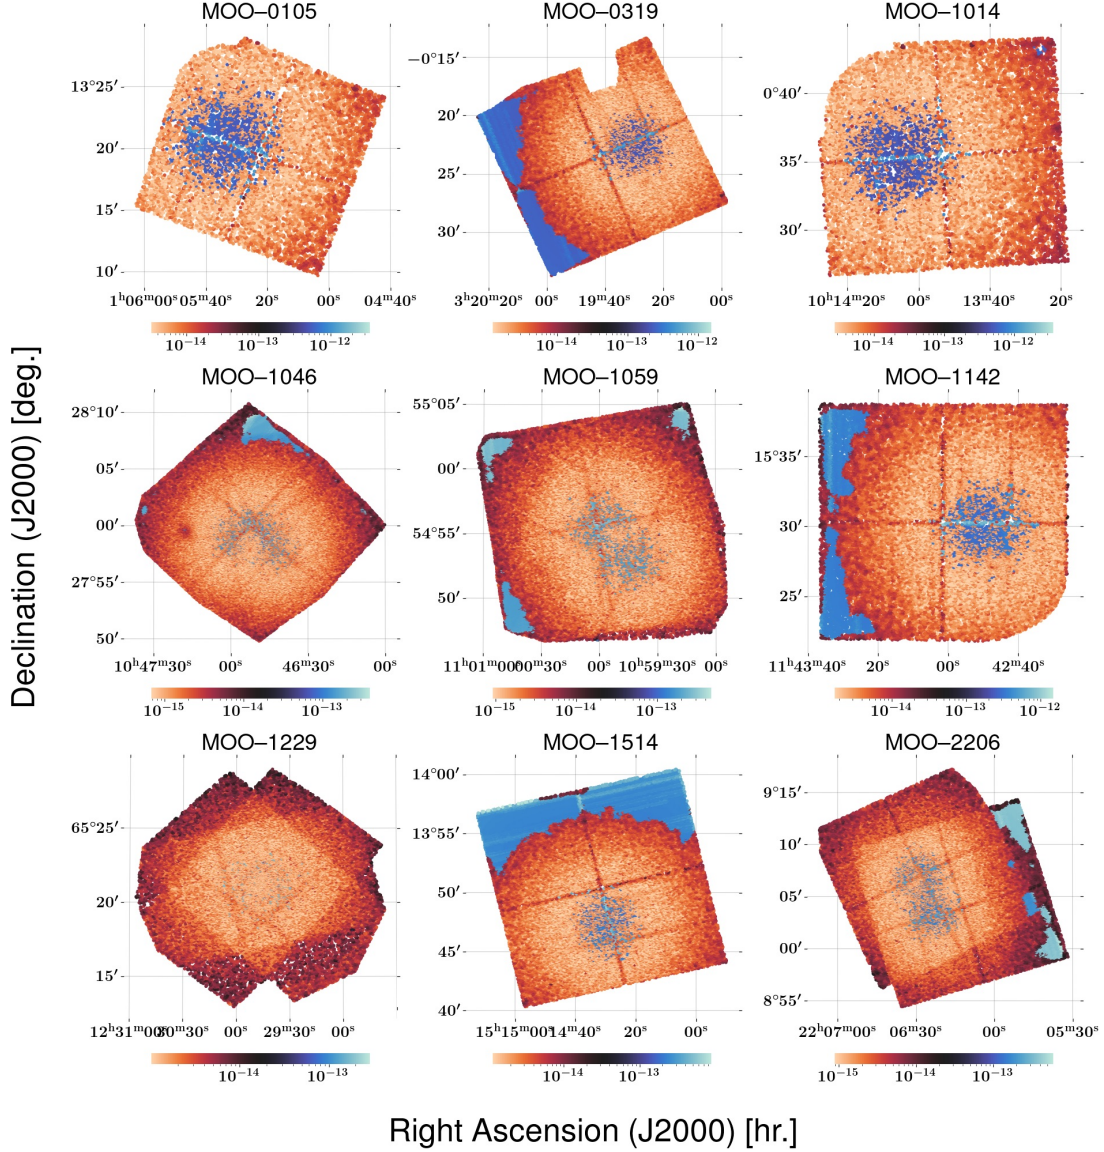 MOO–0105 MOO–0319 MOO–1014
13°25′ 20′ 15′ 10′
1ʰ06ᵐ00ˢ 05ᵐ40ˢ 20ˢ 00ˢ 04ᵐ40ˢ
−0°15′ 20′ 25′ 30′
3ʰ20ᵐ20ˢ 00ˢ 19ᵐ40ˢ 20ˢ 00ˢ
0°40′ 35′ 30′
10ʰ14ᵐ20ˢ 00ˢ 13ᵐ40ˢ 20ˢ
10⁻¹⁴ 10⁻¹³ 10⁻¹²
10⁻¹⁴ 10⁻¹³ 10⁻¹²
10⁻¹⁴ 10⁻¹³ 10⁻¹²
Declination (J2000) [deg.]
MOO–1046 MOO–1059 MOO–1142
28°10′ 05′ 00′ 27°55′ 50′
10ʰ47ᵐ30ˢ 00ˢ 46ᵐ30ˢ 00ˢ
55°05′ 00′ 54°55′ 50′
11ʰ01ᵐ00ˢ 00ᵐ30ˢ 00ˢ 10ʰ59ᵐ30ˢ 00ˢ
15°35′ 30′ 25′
11ʰ43ᵐ40ˢ 20ˢ 00ˢ 42ᵐ40ˢ
10⁻¹⁵ 10⁻¹⁴ 10⁻¹³
10⁻¹⁵ 10⁻¹⁴ 10⁻¹³
10⁻¹⁴ 10⁻¹³ 10⁻¹²
MOO–1229 MOO–1514 MOO–2206
65°25′ 20′ 15′
12ʰ31ᵐ00ˢ 30ᵐ30ˢ 00ˢ 29ᵐ30ˢ 00ˢ
14°00′ 13°55′ 50′ 45′ 40′
15ʰ15ᵐ00ˢ 14ᵐ40ˢ 20ˢ 00ˢ
9°15′ 10′ 05′ 00′ 8°55′
22ʰ07ᵐ00ˢ 06ᵐ30ˢ 00ˢ 05ᵐ30ˢ
10⁻¹⁴ 10⁻¹³
10⁻¹⁴ 10⁻¹³
10⁻¹⁵ 10⁻¹⁴ 10⁻¹³
Right Ascension (J2000) [hr.]